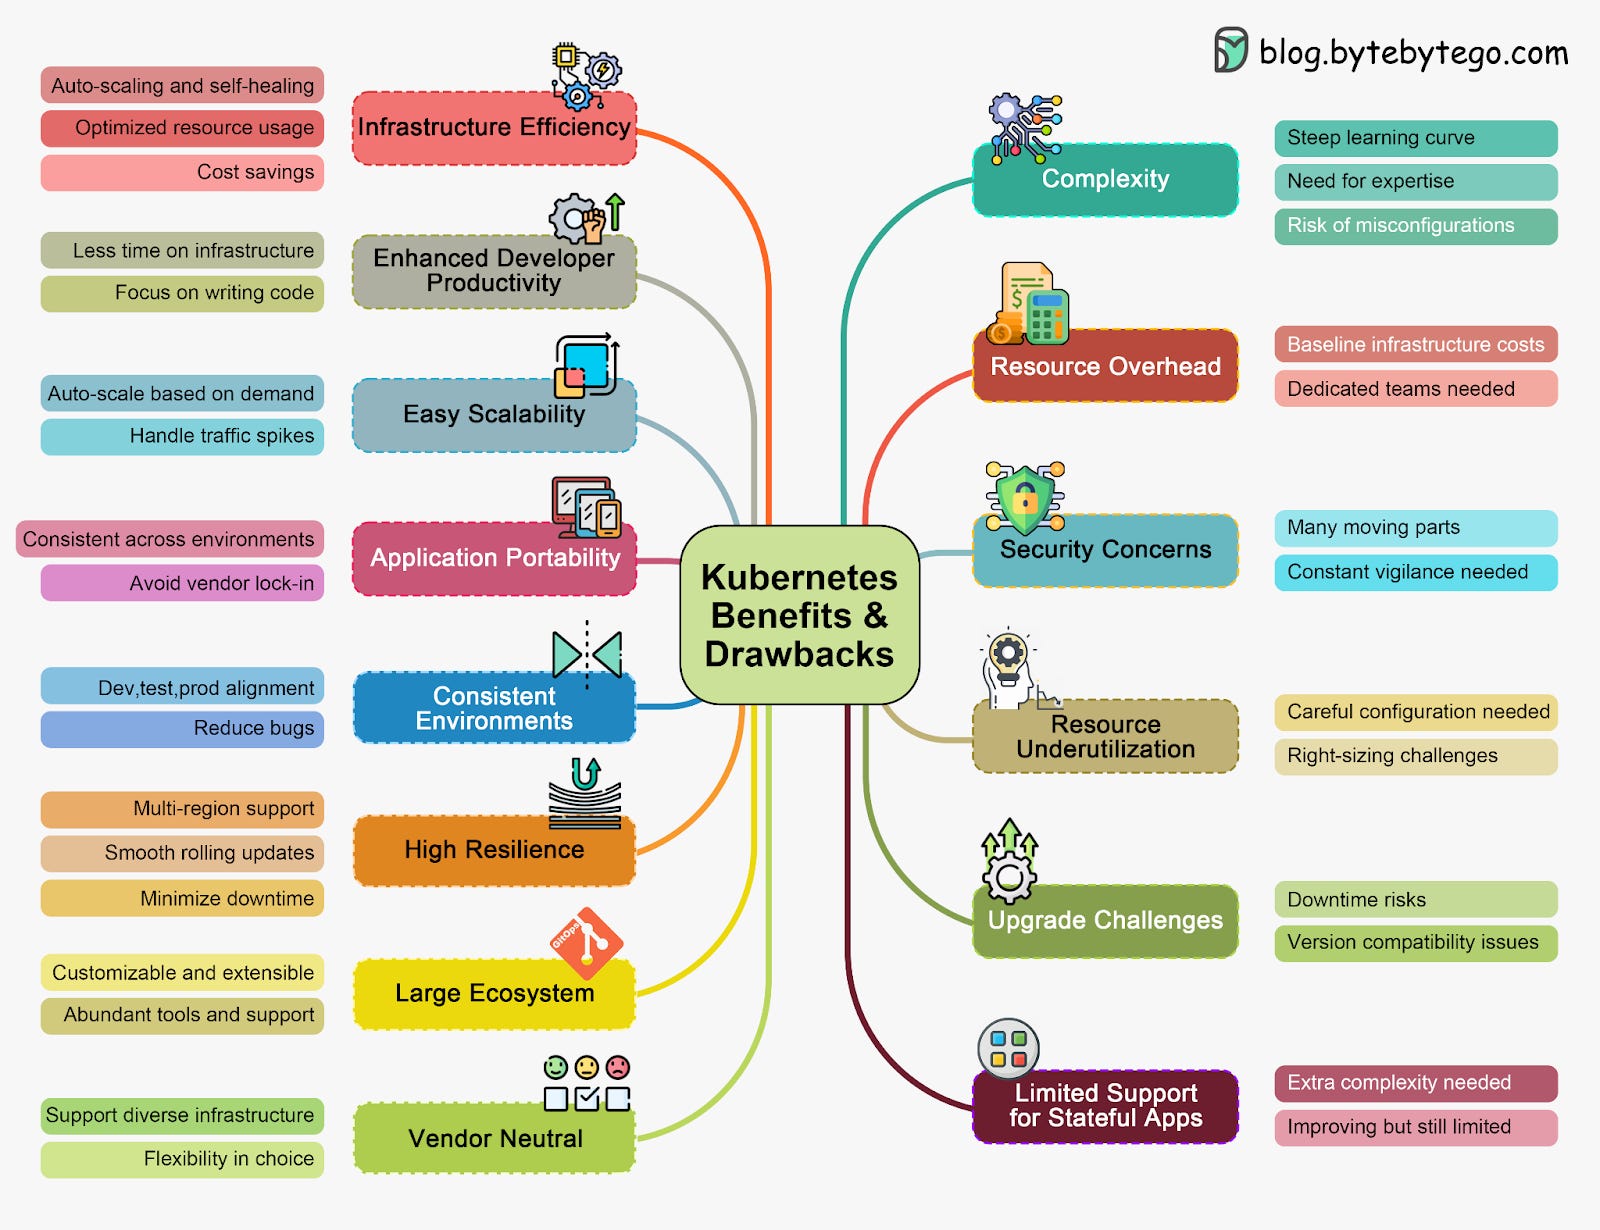 blog.bytebytego.com
Kubernetes
Benefits &
Drawbacks
Infrastructure Efficiency
Auto-scaling and self-healing
Optimized resource usage
Cost savings
Enhanced Developer
Productivity
Less time on infrastructure
Focus on writing code
Easy Scalability
Auto-scale based on demand
Handle traffic spikes
Application Portability
Consistent across environments
Avoid vendor lock-in
Consistent
Environments
Dev,test,prod alignment
Reduce bugs
High Resilience
Multi-region support
Smooth rolling updates
Minimize downtime
GitOps
Large Ecosystem
Customizable and extensible
Abundant tools and support
Vendor Neutral
Support diverse infrastructure
Flexibility in choice
Complexity
Steep learning curve
Need for expertise
Risk of misconfigurations
$
$
Resource Overhead
Baseline infrastructure costs
Dedicated teams needed
Security Concerns
Many moving parts
Constant vigilance needed
Resource
Underutilization
Careful configuration needed
Right-sizing challenges
Upgrade Challenges
Downtime risks
Version compatibility issues
Limited Support
for Stateful Apps
Extra complexity needed
Improving but still limited